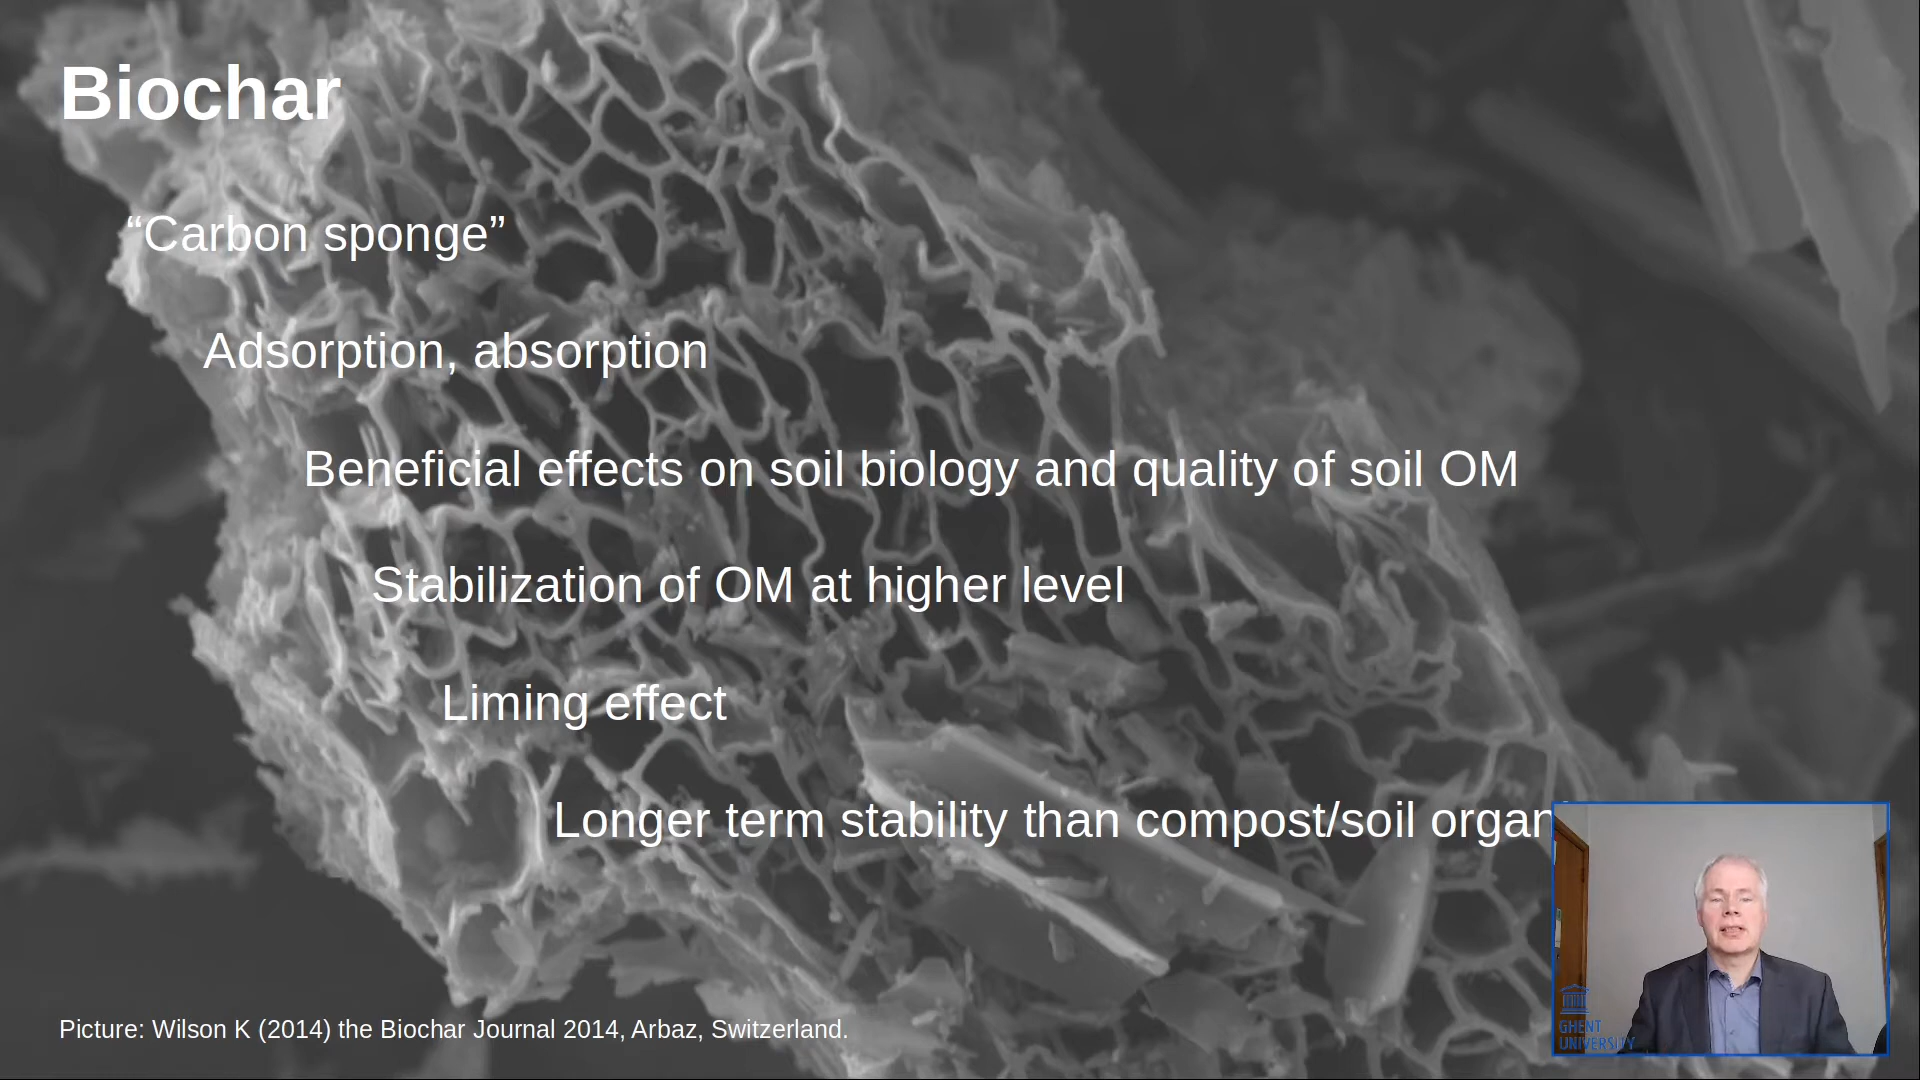 Biochar
“Carbon sponge”
Adsorption, absorption
Beneficial effects on soil biology and quality of soil OM
Stabilization of OM at higher level
Liming effect
Longer term stability than compost/soil organ
Picture: Wilson K (2014) the Biochar Journal 2014, Arbaz, Switzerland.
GHENT
UNIVERSITY